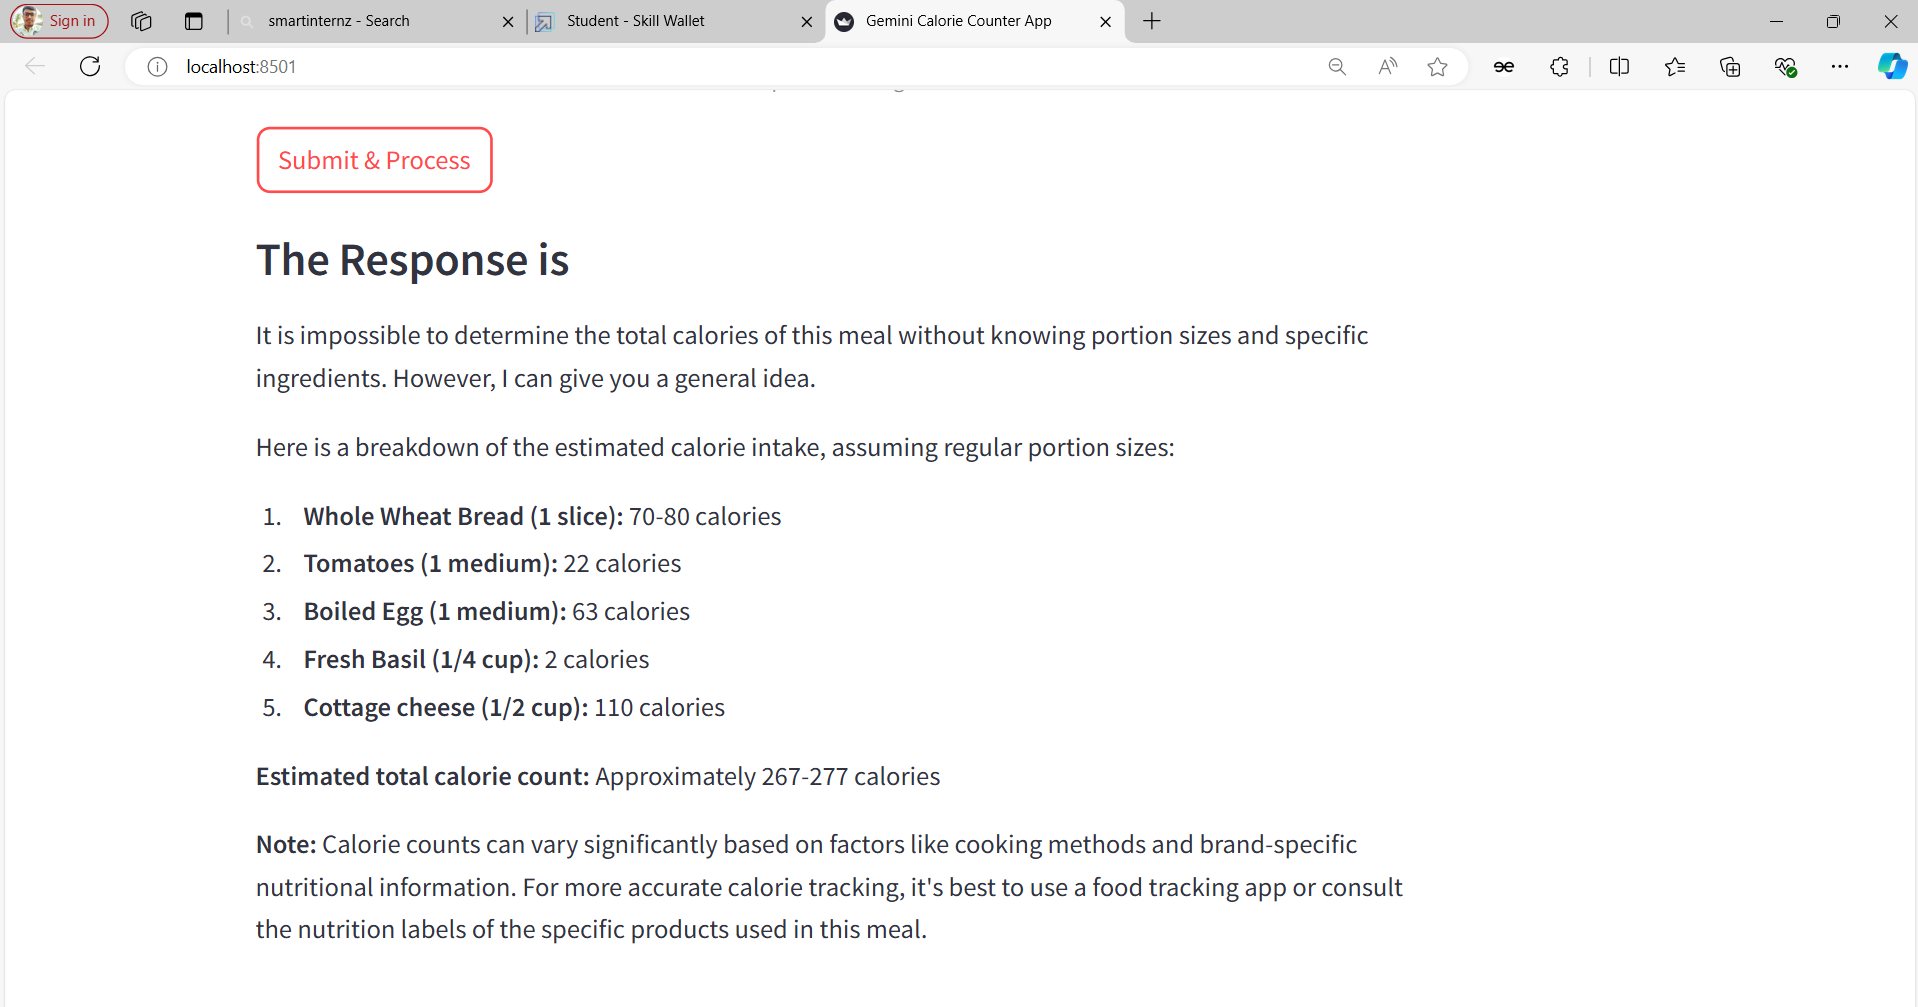 Sign in
smartinternz - Search
Student - Skill Wallet
Gemini Calorie Counter App
localhost:8501
Submit & Process
The Response is
It is impossible to determine the total calories of this meal without knowing portion sizes and specific
ingredients. However, I can give you a general idea.
Here is a breakdown of the estimated calorie intake, assuming regular portion sizes:
1. Whole Wheat Bread (1 slice): 70-80 calories
2. Tomatoes (1 medium): 22 calories
3. Boiled Egg (1 medium): 63 calories
4. Fresh Basil (1/4 cup): 2 calories
5. Cottage cheese (1/2 cup): 110 calories
Estimated total calorie count: Approximately 267-277 calories
Note: Calorie counts can vary significantly based on factors like cooking methods and brand-specific
nutritional information. For more accurate calorie tracking, it's best to use a food tracking app or consult
the nutrition labels of the specific products used in this meal.